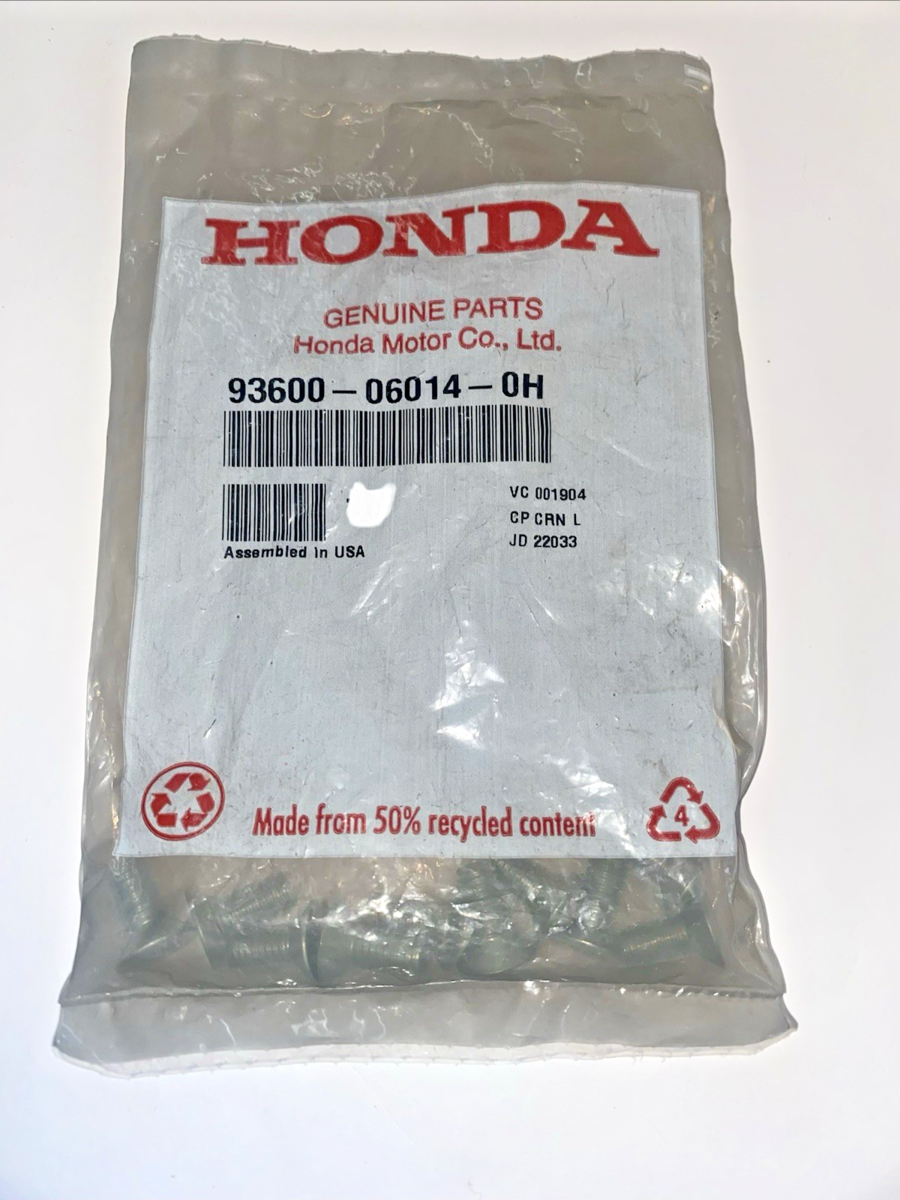 HONDA
GENUINE PARTS
Honda Motor Co., Ltd.
93600-06014-0H
VC 001904
CP CRN L
JD 22033
Assembled in USA
Made from 50% recycled content
4